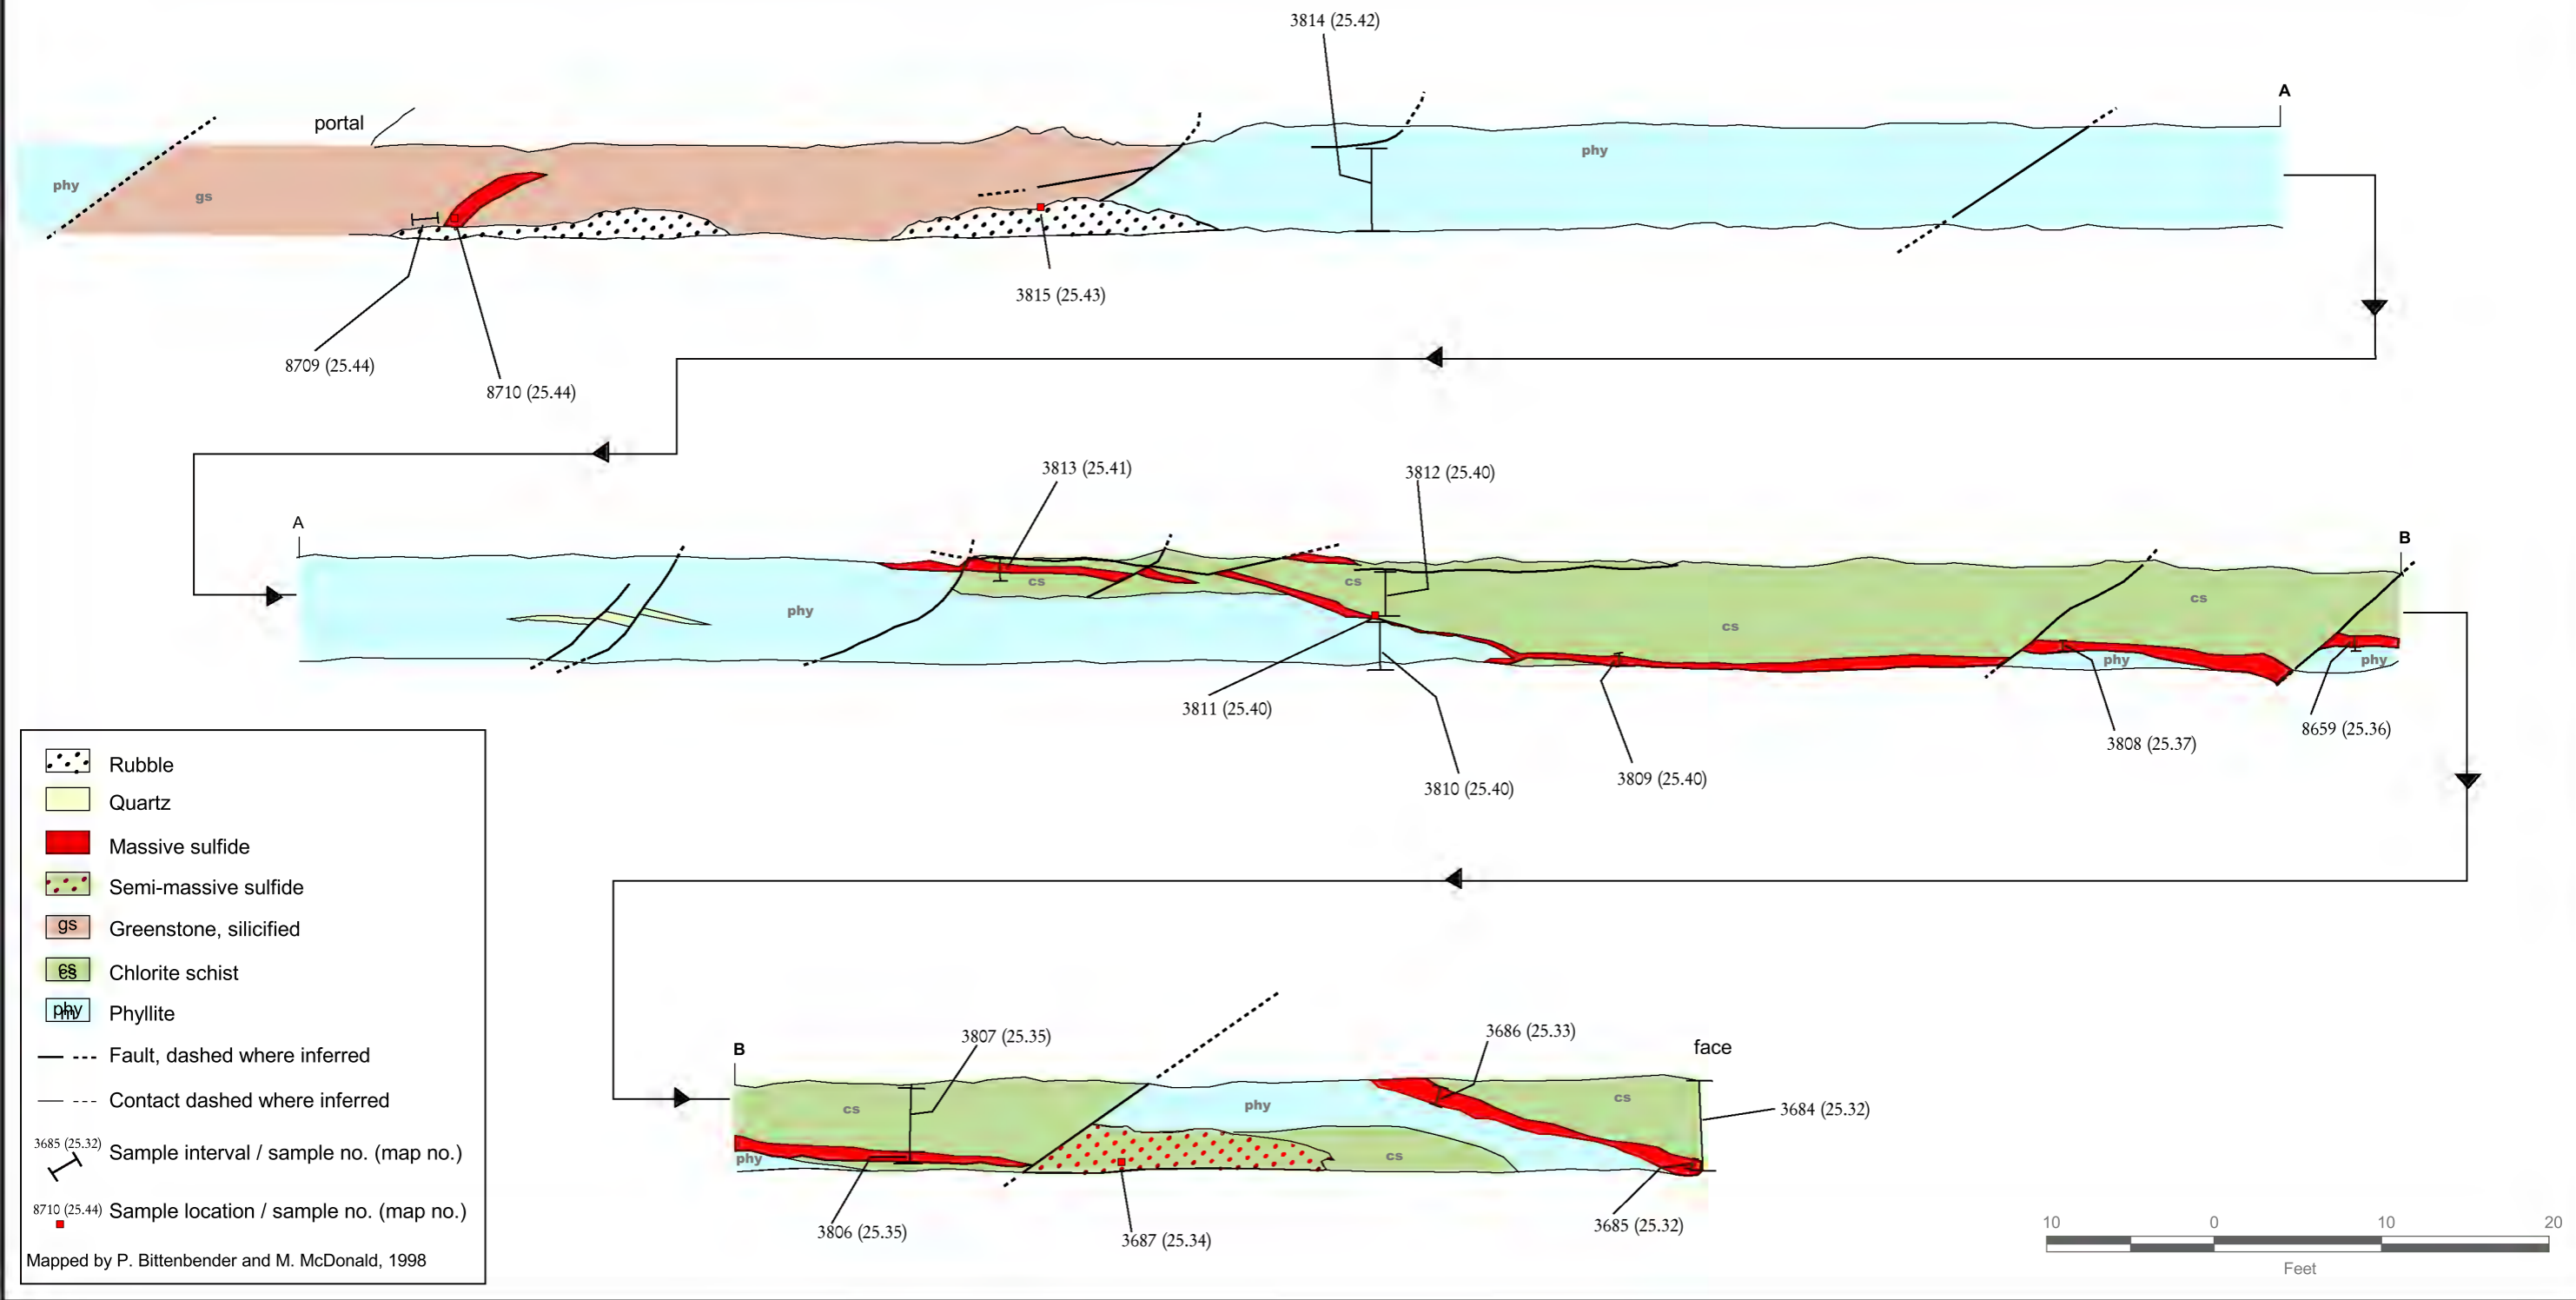 3814 (25.42)
A
portal
phy
phy
gs
3815 (25.43)
8709 (25.44)
8710 (25.44)
3813 (25.41)
3812 (25.40)
A
B
cs
cs
cs
phy
cs
phy
phy
3811 (25.40)
8659 (25.36)
3808 (25.37)
3809 (25.40)
3810 (25.40)
Rubble
Quartz
Massive sulfide
Semi-massive sulfide
gs Greenstone, silicified
cs Chlorite schist
phy Phyllite
Fault, dashed where inferred
Contact dashed where inferred
3685 (25.32) Sample interval / sample no. (map no.)
8710 (25.44) Sample location / sample no. (map no.)
Mapped by P. Bittenbender and M. McDonald, 1998
3807 (25.35)
3686 (25.33)
B
face
cs
phy
cs
3684 (25.32)
phy
cs
3806 (25.35)
3687 (25.34)
3685 (25.32)
10 0 10 20
Feet